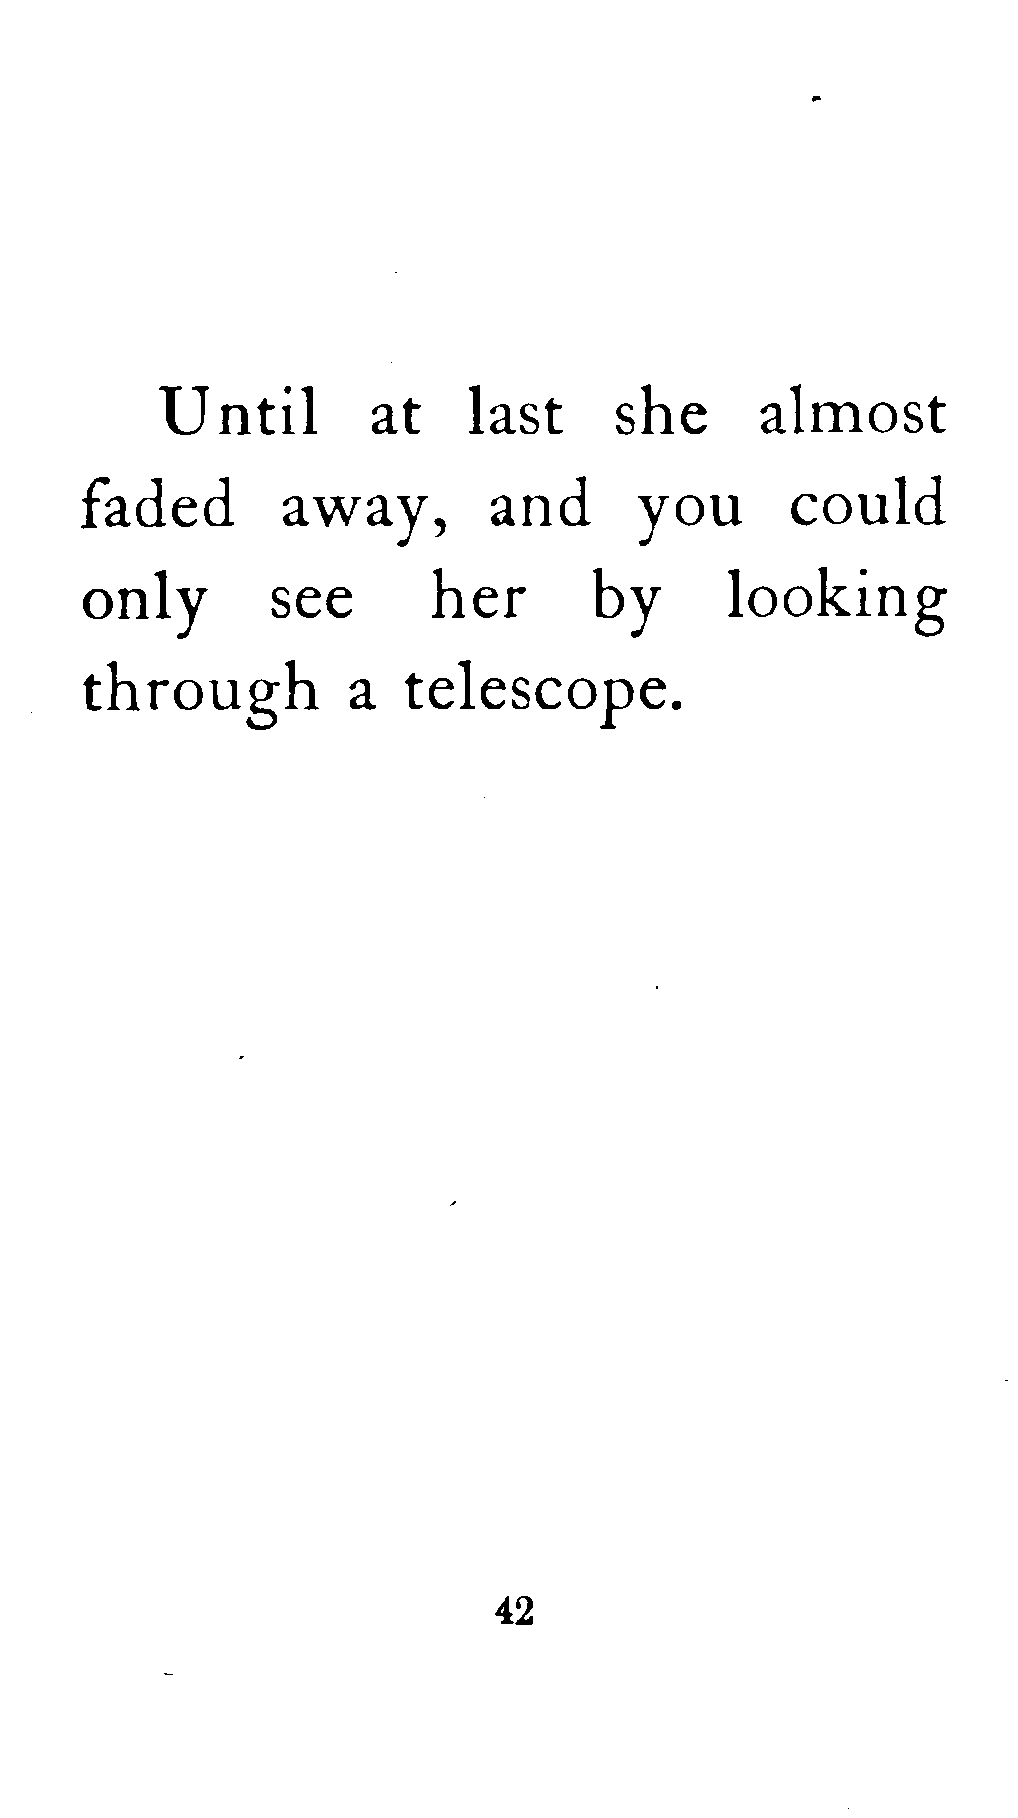 Until at last she almost
faded away, and you could
only see her by looking
through a telescope.
42